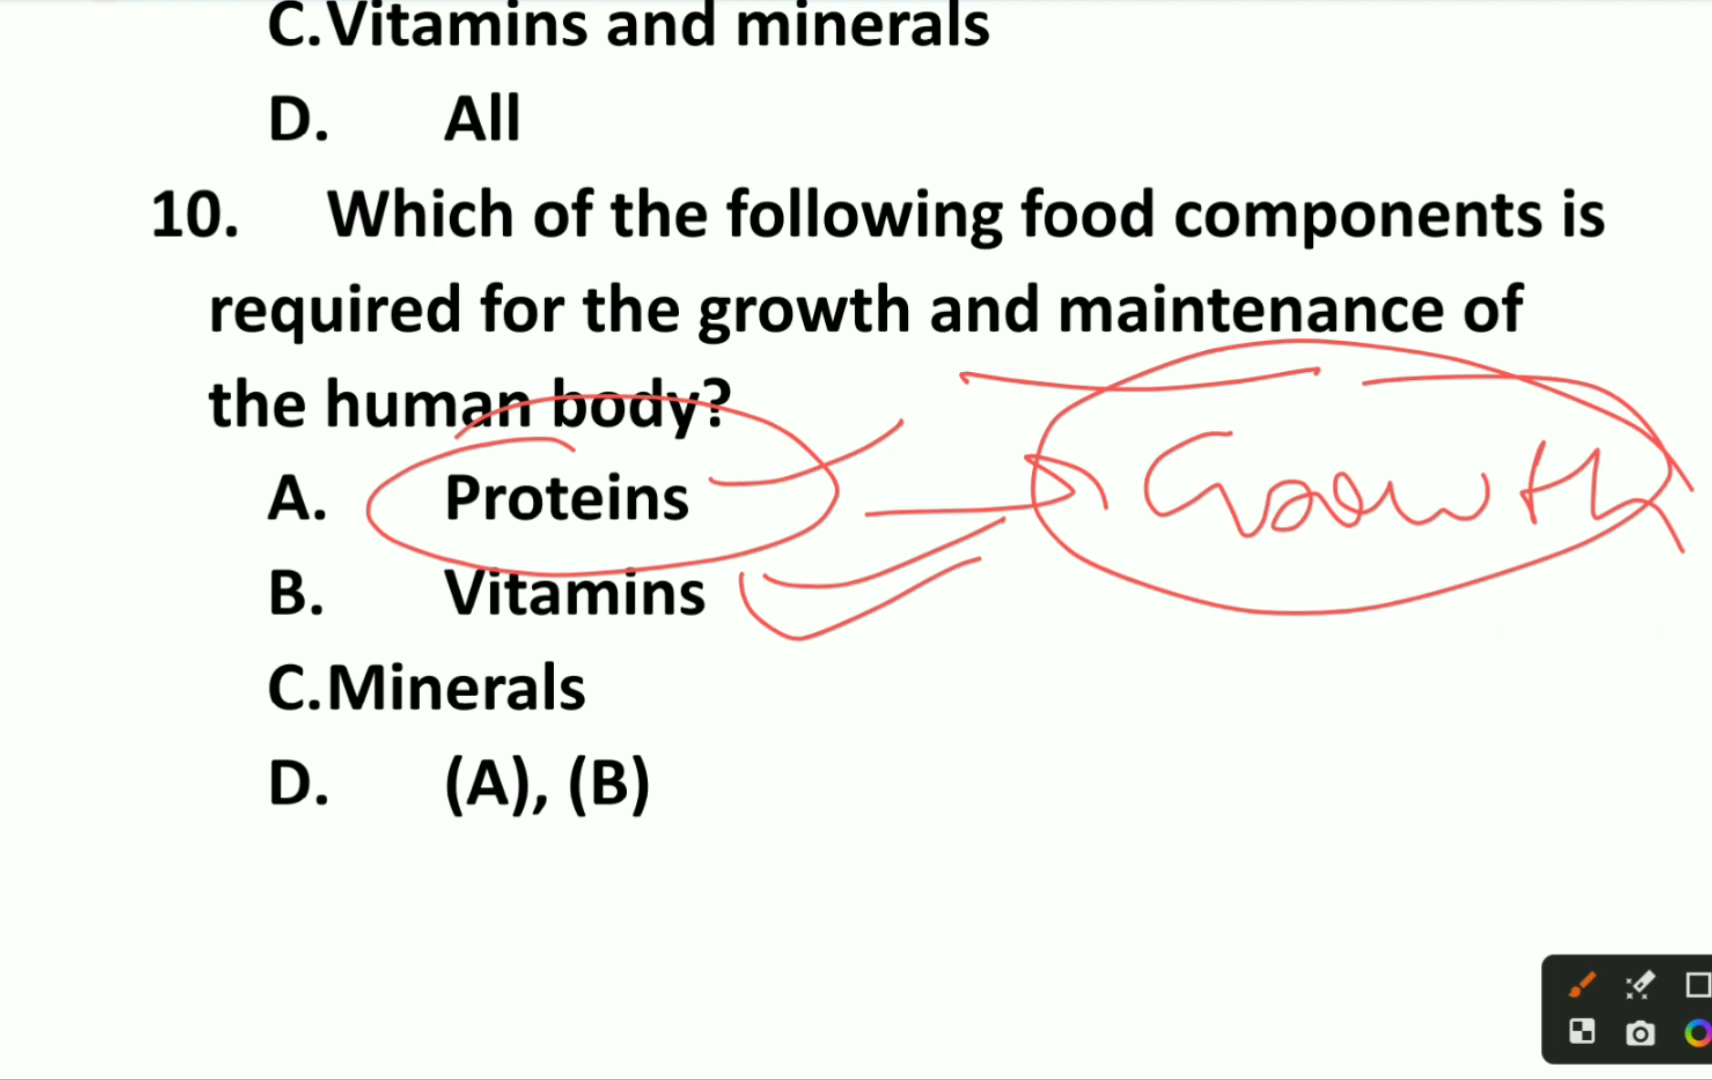 C.Vitamins and minerals
D. All
10. Which of the following food components is
required for the growth and maintenance of
the human body?
A. Proteins
Growth
B. Vitamins
C.Minerals
D. (A), (B)